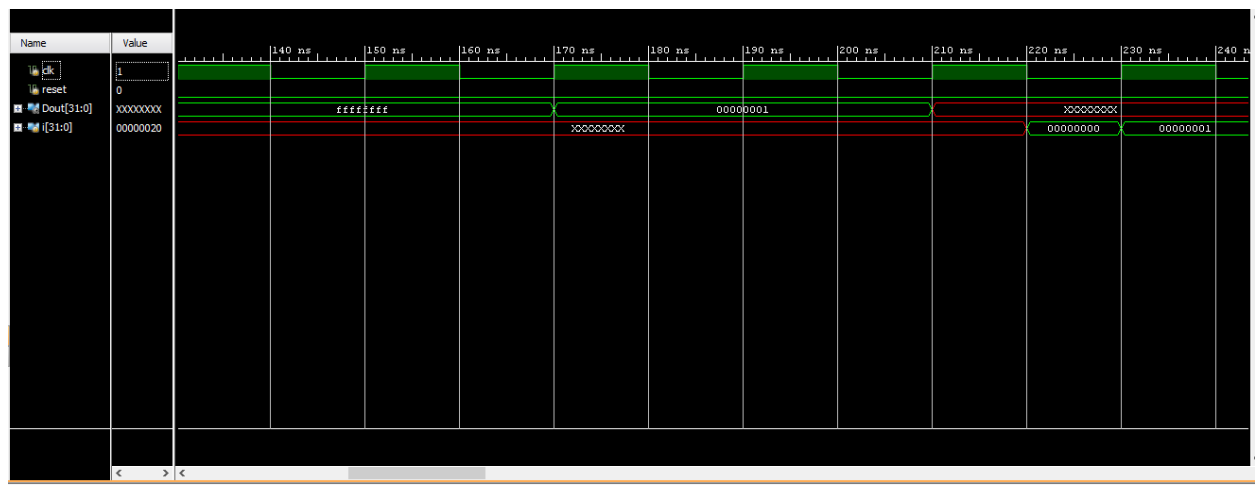 Name Value
140 ns 150 ns 160 ns 170 ns 180 ns 190 ns 200 ns 210 ns 220 ns 230 ns 240 n
clk 1
reset 0
Dout[31:0] XXXXXXXX ffffffff 00000001 XXXXXXXX
i[31:0] 00000020 XXXXXXXX 00000000 00000001